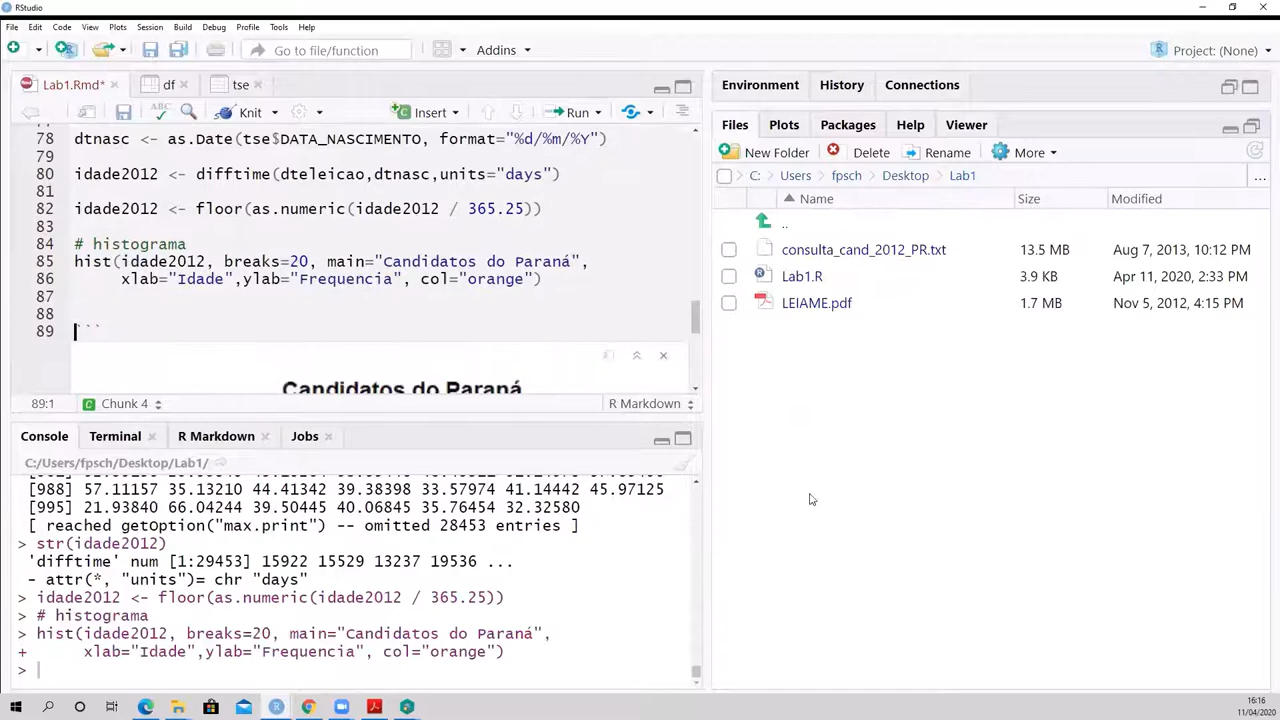 RStudio
File Edit Code View Plots Session Build Debug Profile Tools Help
Go to file/function Addins Project: (None)
Lab1.Rmd* df tse
Knit Insert Run
78 dtnasc <- as.Date(tse$DATA_NASCIMENTO, format="%d/%m/%Y")
79
80 idade2012 <- difftime(dteleicao,dtnasc,units="days")
81
82 idade2012 <- floor(as.numeric(idade2012 / 365.25))
83
84 # histograma
85 hist(idade2012, breaks=20, main="Candidatos do Paraná",
86 xlab="Idade",ylab="Frequencia", col="orange")
87
88
89 ```
Candidatos do Paraná
89:1 Chunk 4 R Markdown
Console Terminal R Markdown Jobs
C:/Users/fpsch/Desktop/Lab1/
[988] 57.11157 35.13210 44.41342 39.38398 33.57974 41.14442 45.97125
[995] 21.93840 66.04244 39.50445 40.06845 35.76454 32.32580
[ reached getOption("max.print") -- omitted 28453 entries ]
> str(idade2012)
'difftime' num [1:29453] 15922 15529 13237 19536 ...
- attr(*, "units")= chr "days"
> idade2012 <- floor(as.numeric(idade2012 / 365.25))
> # histograma
> hist(idade2012, breaks=20, main="Candidatos do Paraná",
+ xlab="Idade",ylab="Frequencia", col="orange")
>
Environment History Connections
Files Plots Packages Help Viewer
New Folder Delete Rename More
C: Users fpsch Desktop Lab1 ...
Name Size Modified
..
consulta_cand_2012_PR.txt 13.5 MB Aug 7, 2013, 10:12 PM
Lab1.R 3.9 KB Apr 11, 2020, 2:33 PM
LEIAME.pdf 1.7 MB Nov 5, 2012, 4:15 PM
16:16
11/04/2020